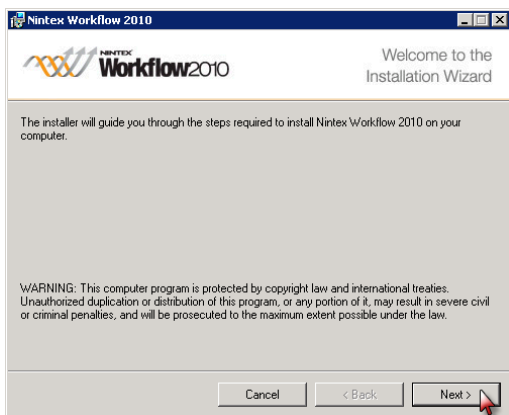 Nintex Workflow 2010
NINTEX
Workflow2010
Welcome to the
Installation Wizard
The installer will guide you through the steps required to install Nintex Workflow 2010 on your
computer.
WARNING: This computer program is protected by copyright law and international treaties.
Unauthorized duplication or distribution of this program, or any portion of it, may result in severe civil
or criminal penalties, and will be prosecuted to the maximum extent possible under the law.
Cancel
< Back
Next >